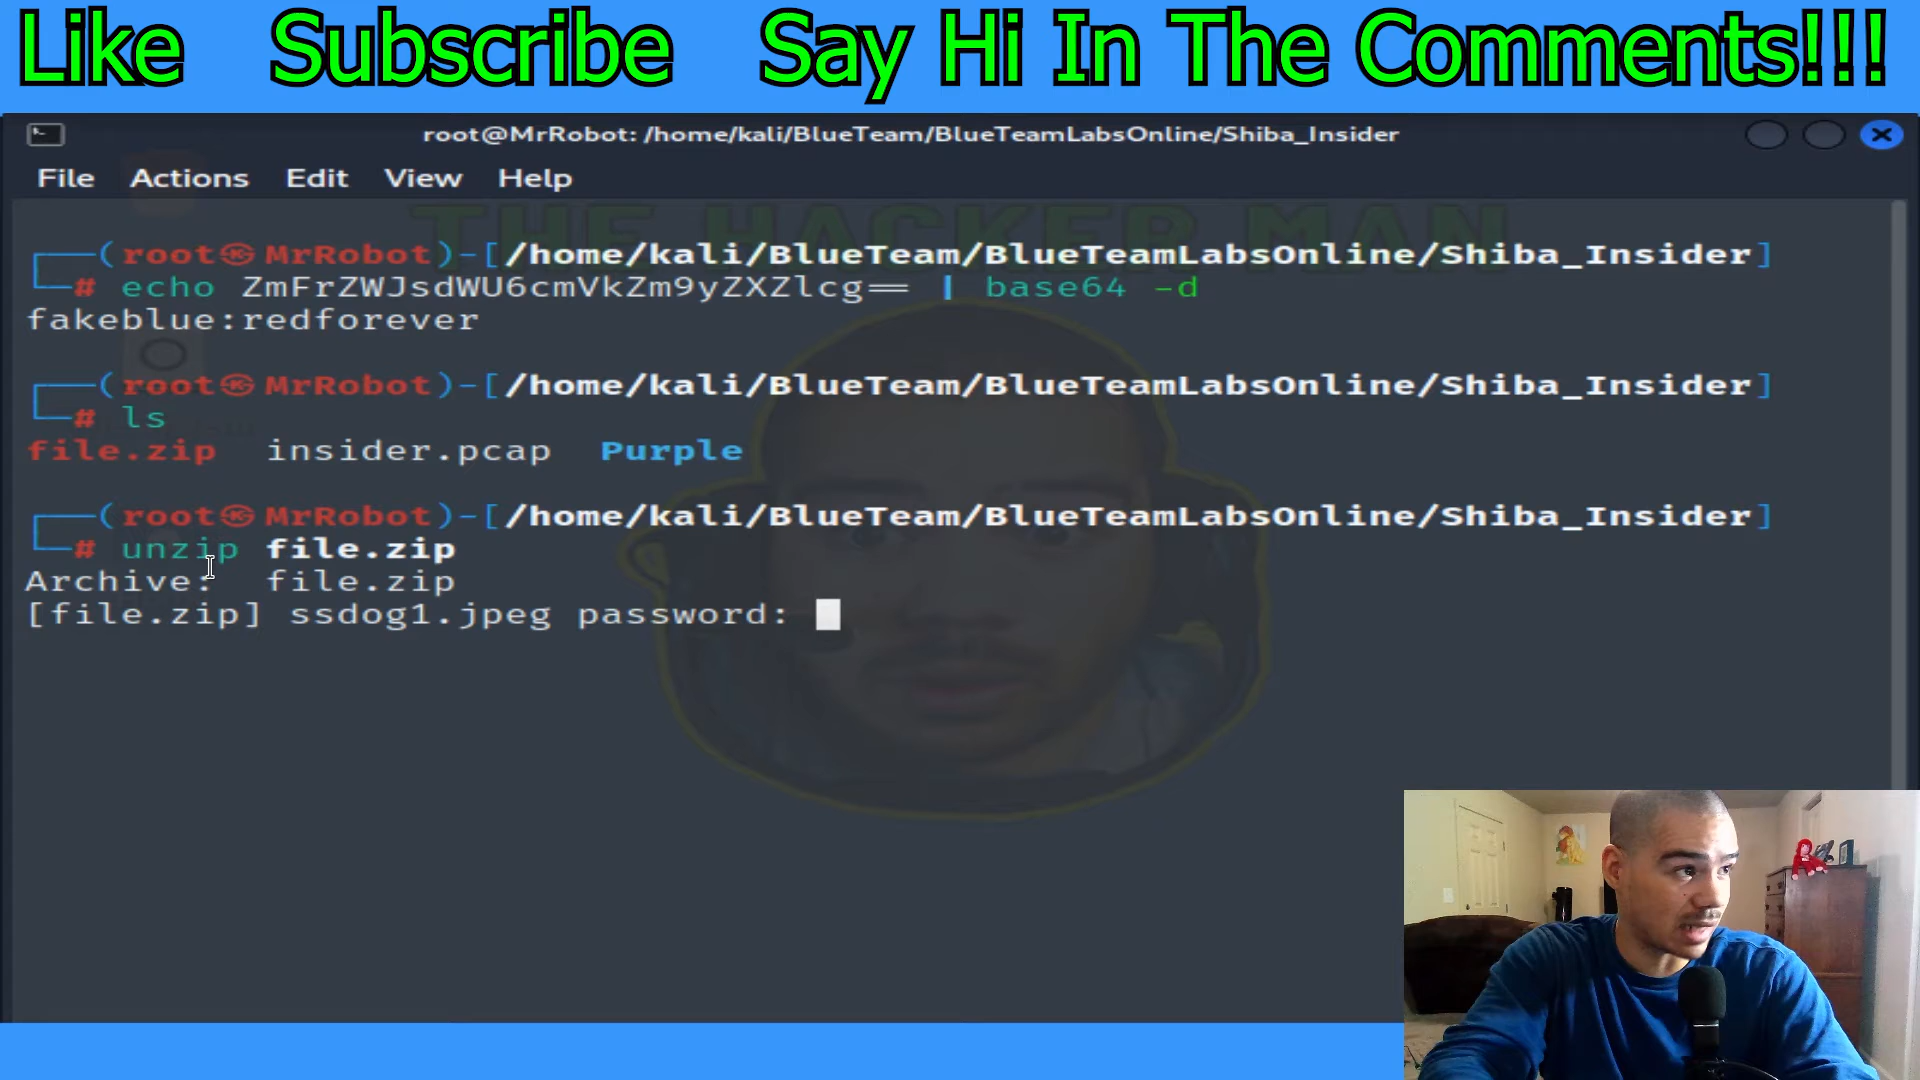 Like Subscribe Say Hi In The Comments!!!
root@MrRobot: /home/kali/BlueTeam/BlueTeamLabsOnline/Shiba_Insider
File Actions Edit View Help
THE HACKER MAN
(root㉿MrRobot)-[/home/kali/BlueTeam/BlueTeamLabsOnline/Shiba_Insider]
# echo ZmFrZWJsdWU6cmVkZm9yZXZlcg== | base64 -d
fakeblue:redforever
(root㉿MrRobot)-[/home/kali/BlueTeam/BlueTeamLabsOnline/Shiba_Insider]
# ls
file.zip insider.pcap Purple
(root㉿MrRobot)-[/home/kali/BlueTeam/BlueTeamLabsOnline/Shiba_Insider]
# unzip file.zip
Archive: file.zip
[file.zip] ssdog1.jpeg password: